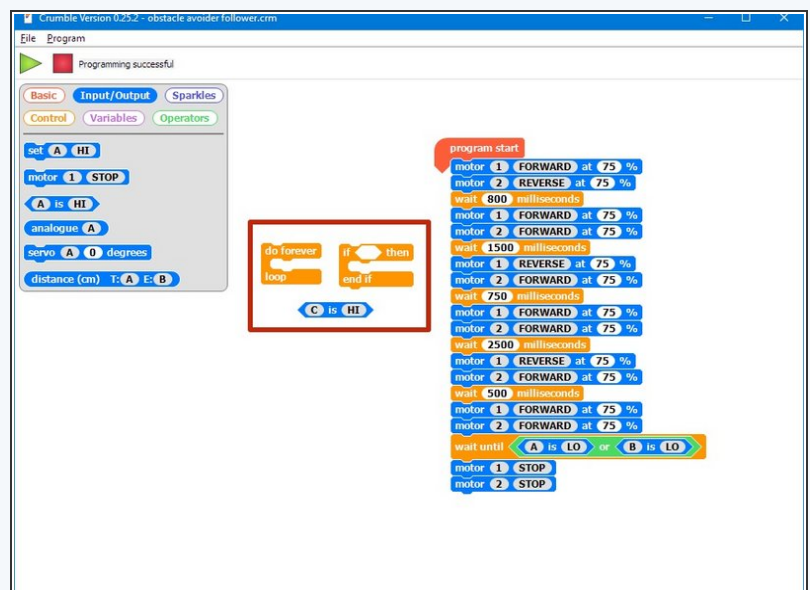 Crumble Version 0.25.2 - obstacle avoider follower.crm
File Program
Programming successful
Basic Input/Output Sparkles
Control Variables Operators
set A HI
motor 1 STOP
A is HI
analogue A
servo A 0 degrees
distance (cm) T: A E: B
do forever
loop
if then
end if
C is HI
program start
motor 1 FORWARD at 75 %
motor 2 REVERSE at 75 %
wait 800 milliseconds
motor 1 FORWARD at 75 %
motor 2 FORWARD at 75 %
wait 1500 milliseconds
motor 1 REVERSE at 75 %
motor 2 FORWARD at 75 %
wait 750 milliseconds
motor 1 FORWARD at 75 %
motor 2 FORWARD at 75 %
wait 2500 milliseconds
motor 1 REVERSE at 75 %
motor 2 FORWARD at 75 %
wait 500 milliseconds
motor 1 FORWARD at 75 %
motor 2 FORWARD at 75 %
wait until A is LO or B is LO
motor 1 STOP
motor 2 STOP